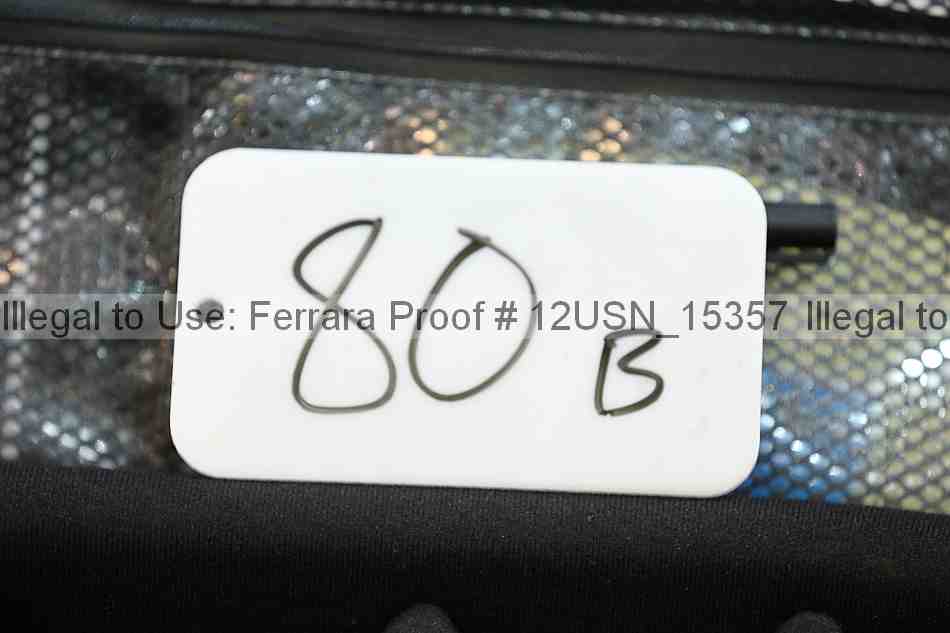 80 B
Illegal to Use: Ferrara Proof # 12USN_15357 Illegal to